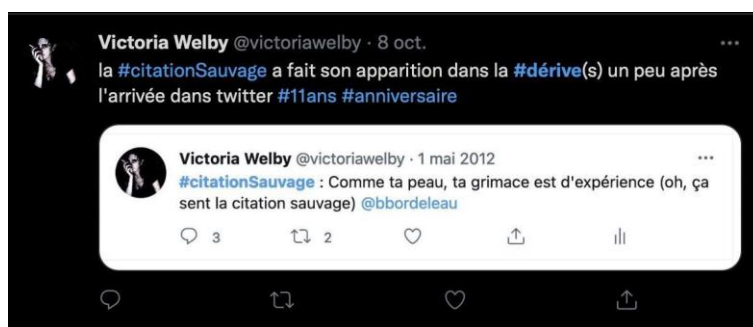 Victoria Welby @victoriawelby · 8 oct.
la #citationSauvage a fait son apparition dans la #dérive(s) un peu après
l'arrivée dans twitter #11ans #anniversaire
Victoria Welby @victoriawelby · 1 mai 2012
#citationSauvage : Comme ta peau, ta grimace est d'expérience (oh, ça
sent la citation sauvage) @bbordeleau
3 2